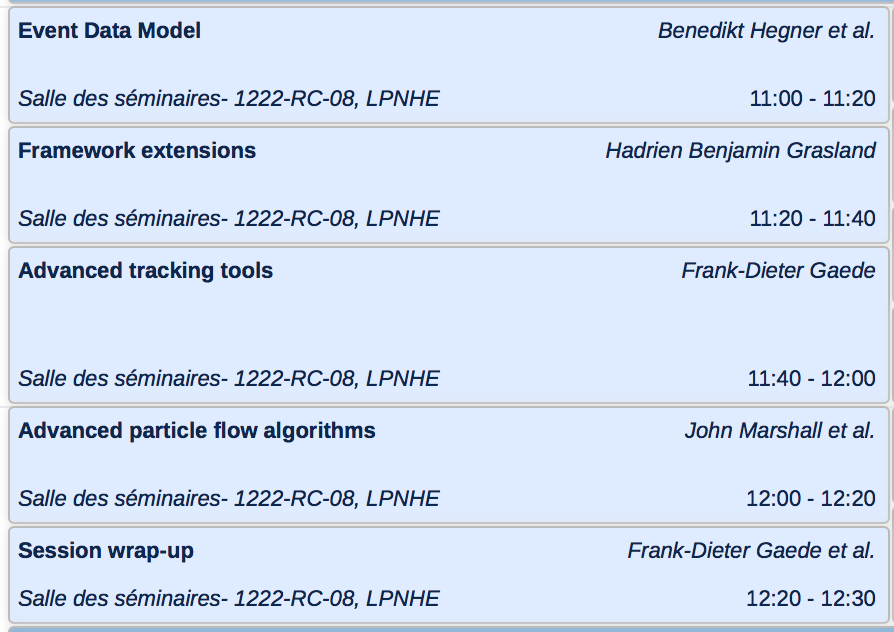 Event Data Model Benedikt Hegner et al.
Salle des séminaires- 1222-RC-08, LPNHE 11:00 - 11:20
Framework extensions Hadrien Benjamin Grasland
Salle des séminaires- 1222-RC-08, LPNHE 11:20 - 11:40
Advanced tracking tools Frank-Dieter Gaede
Salle des séminaires- 1222-RC-08, LPNHE 11:40 - 12:00
Advanced particle flow algorithms John Marshall et al.
Salle des séminaires- 1222-RC-08, LPNHE 12:00 - 12:20
Session wrap-up Frank-Dieter Gaede et al.
Salle des séminaires- 1222-RC-08, LPNHE 12:20 - 12:30